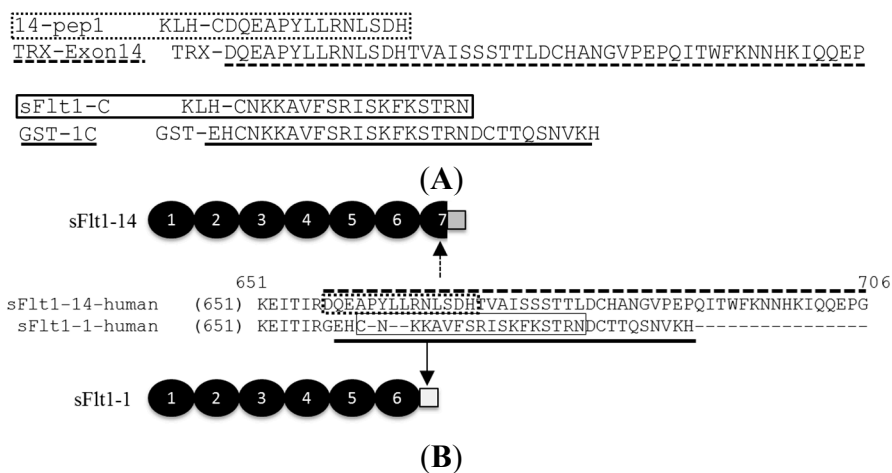 14-pep1 KLH-CDQEAPYLLRNLSDH
TRX-Exon14 TRX-DQEAPYLLRNLSDHTVAISSSTTLDCHANGVPEPQITWFKNNHKIQQEP
sFlt1-C KLH-CNKKAVFSRISKFKSTRN
GST-1C GST-EHCNKKAVFSRISKFKSTRNDCTTQSNVKH
(A)
sFlt1-14 1 2 3 4 5 6 7
651 706
sFlt1-14-human (651) KEITIRDQEAPYLLRNLSDHTVAISSSTTLDCHANGVPEPQITWFKNNHKIQQEPG
sFlt1-1-human (651) KEITIRGEHC-N--KKAVFSRISKFKSTRNDCTTQSNVKH----------------
sFlt1-1 1 2 3 4 5 6
(B)